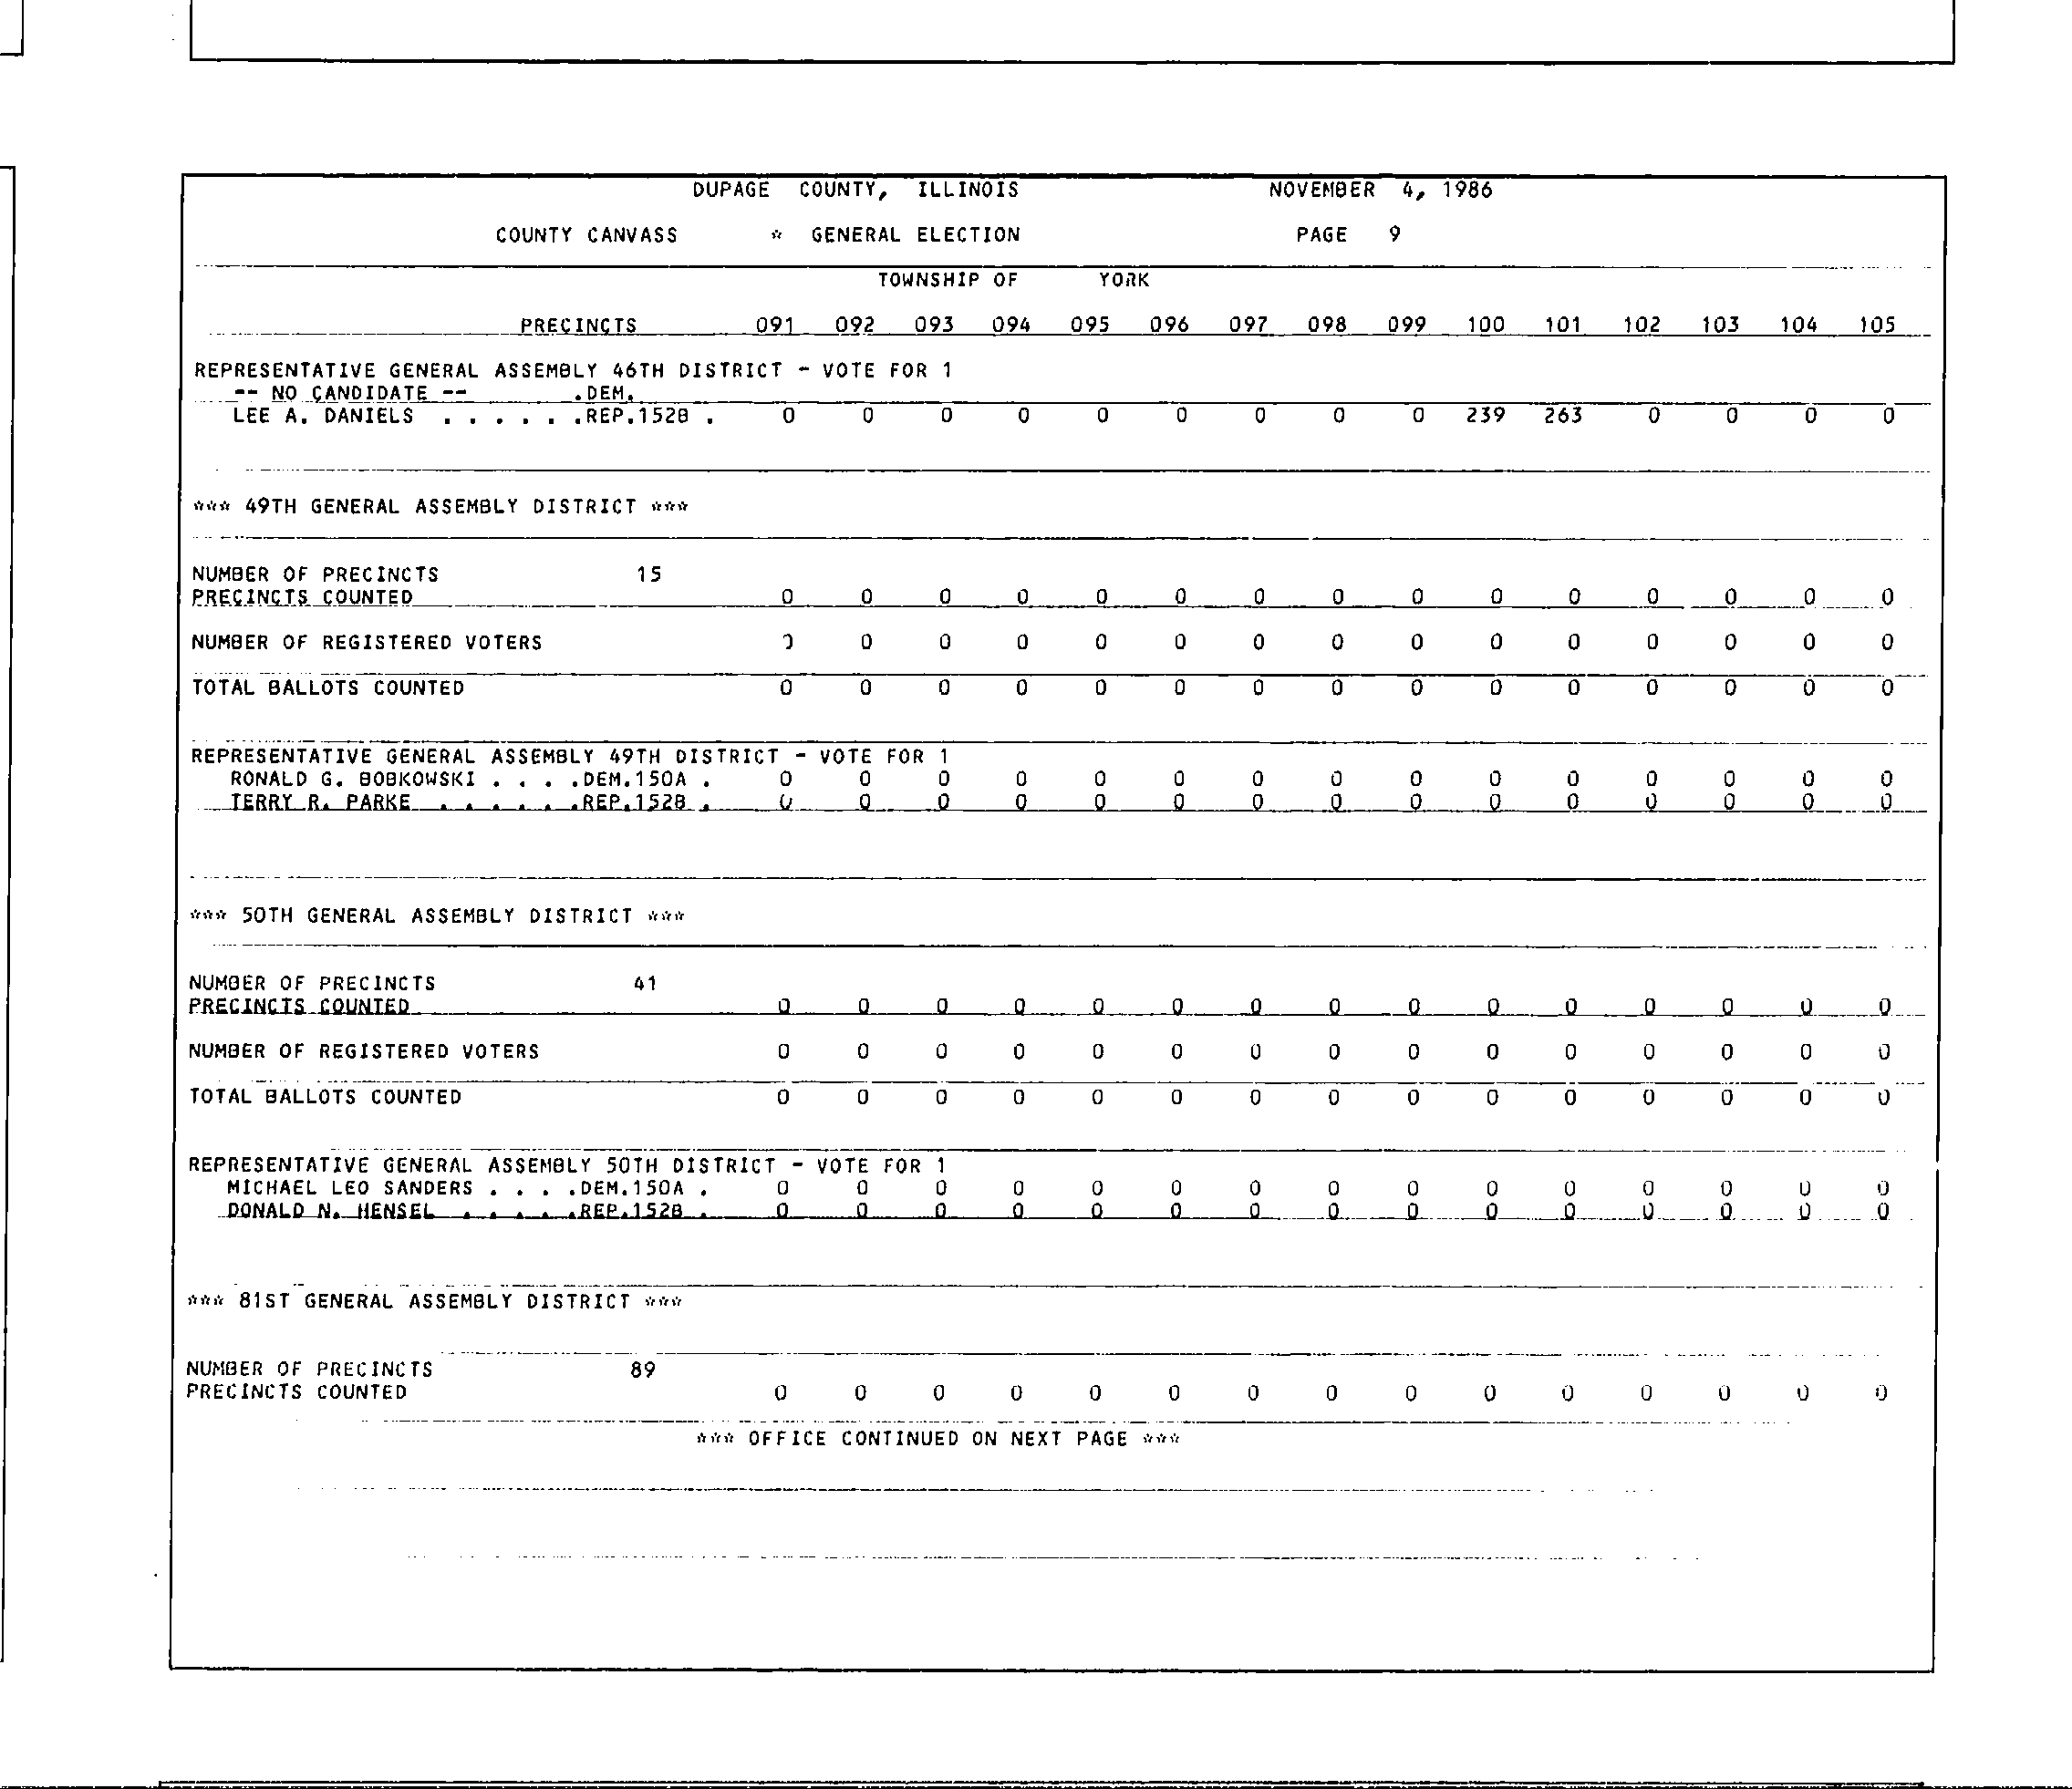 DUPAGE COUNTY, ILLINOIS NOVEMBER 4, 1986
COUNTY CANVASS * GENERAL ELECTION PAGE 9
TOWNSHIP OF YORK
PRECINCTS 091 092 093 094 095 096 097 098 099 100 101 102 103 104 105
REPRESENTATIVE GENERAL ASSEMBLY 46TH DISTRICT - VOTE FOR 1
-- NO CANDIDATE -- .DEM.
LEE A. DANIELS . . . . . .REP.152B . 0 0 0 0 0 0 0 0 0 239 263 0 0 0 0
*** 49TH GENERAL ASSEMBLY DISTRICT ***
NUMBER OF PRECINCTS 15
PRECINCTS COUNTED 0 0 0 0 0 0 0 0 0 0 0 0 0 0 0
NUMBER OF REGISTERED VOTERS 0 0 0 0 0 0 0 0 0 0 0 0 0 0 0
TOTAL BALLOTS COUNTED 0 0 0 0 0 0 0 0 0 0 0 0 0 0 0
REPRESENTATIVE GENERAL ASSEMBLY 49TH DISTRICT - VOTE FOR 1
RONALD G. BOBKOWSKI . . . .DEM.150A . 0 0 0 0 0 0 0 0 0 0 0 0 0 0 0
TERRY R. PARKE . . . . . .REP.152B . 0 0 0 0 0 0 0 0 0 0 0 0 0 0 0
*** 50TH GENERAL ASSEMBLY DISTRICT ***
NUMBER OF PRECINCTS 41
PRECINCTS COUNTED 0 0 0 0 0 0 0 0 0 0 0 0 0 0 0
NUMBER OF REGISTERED VOTERS 0 0 0 0 0 0 0 0 0 0 0 0 0 0 0
TOTAL BALLOTS COUNTED 0 0 0 0 0 0 0 0 0 0 0 0 0 0 0
REPRESENTATIVE GENERAL ASSEMBLY 50TH DISTRICT - VOTE FOR 1
MICHAEL LEO SANDERS . . . .DEM.150A . 0 0 0 0 0 0 0 0 0 0 0 0 0 0 0
DONALD N. HENSEL . . . . .REP.152B . 0 0 0 0 0 0 0 0 0 0 0 0 0 0 0
*** 81ST GENERAL ASSEMBLY DISTRICT ***
NUMBER OF PRECINCTS 89
PRECINCTS COUNTED 0 0 0 0 0 0 0 0 0 0 0 0 0 0 0
*** OFFICE CONTINUED ON NEXT PAGE ***